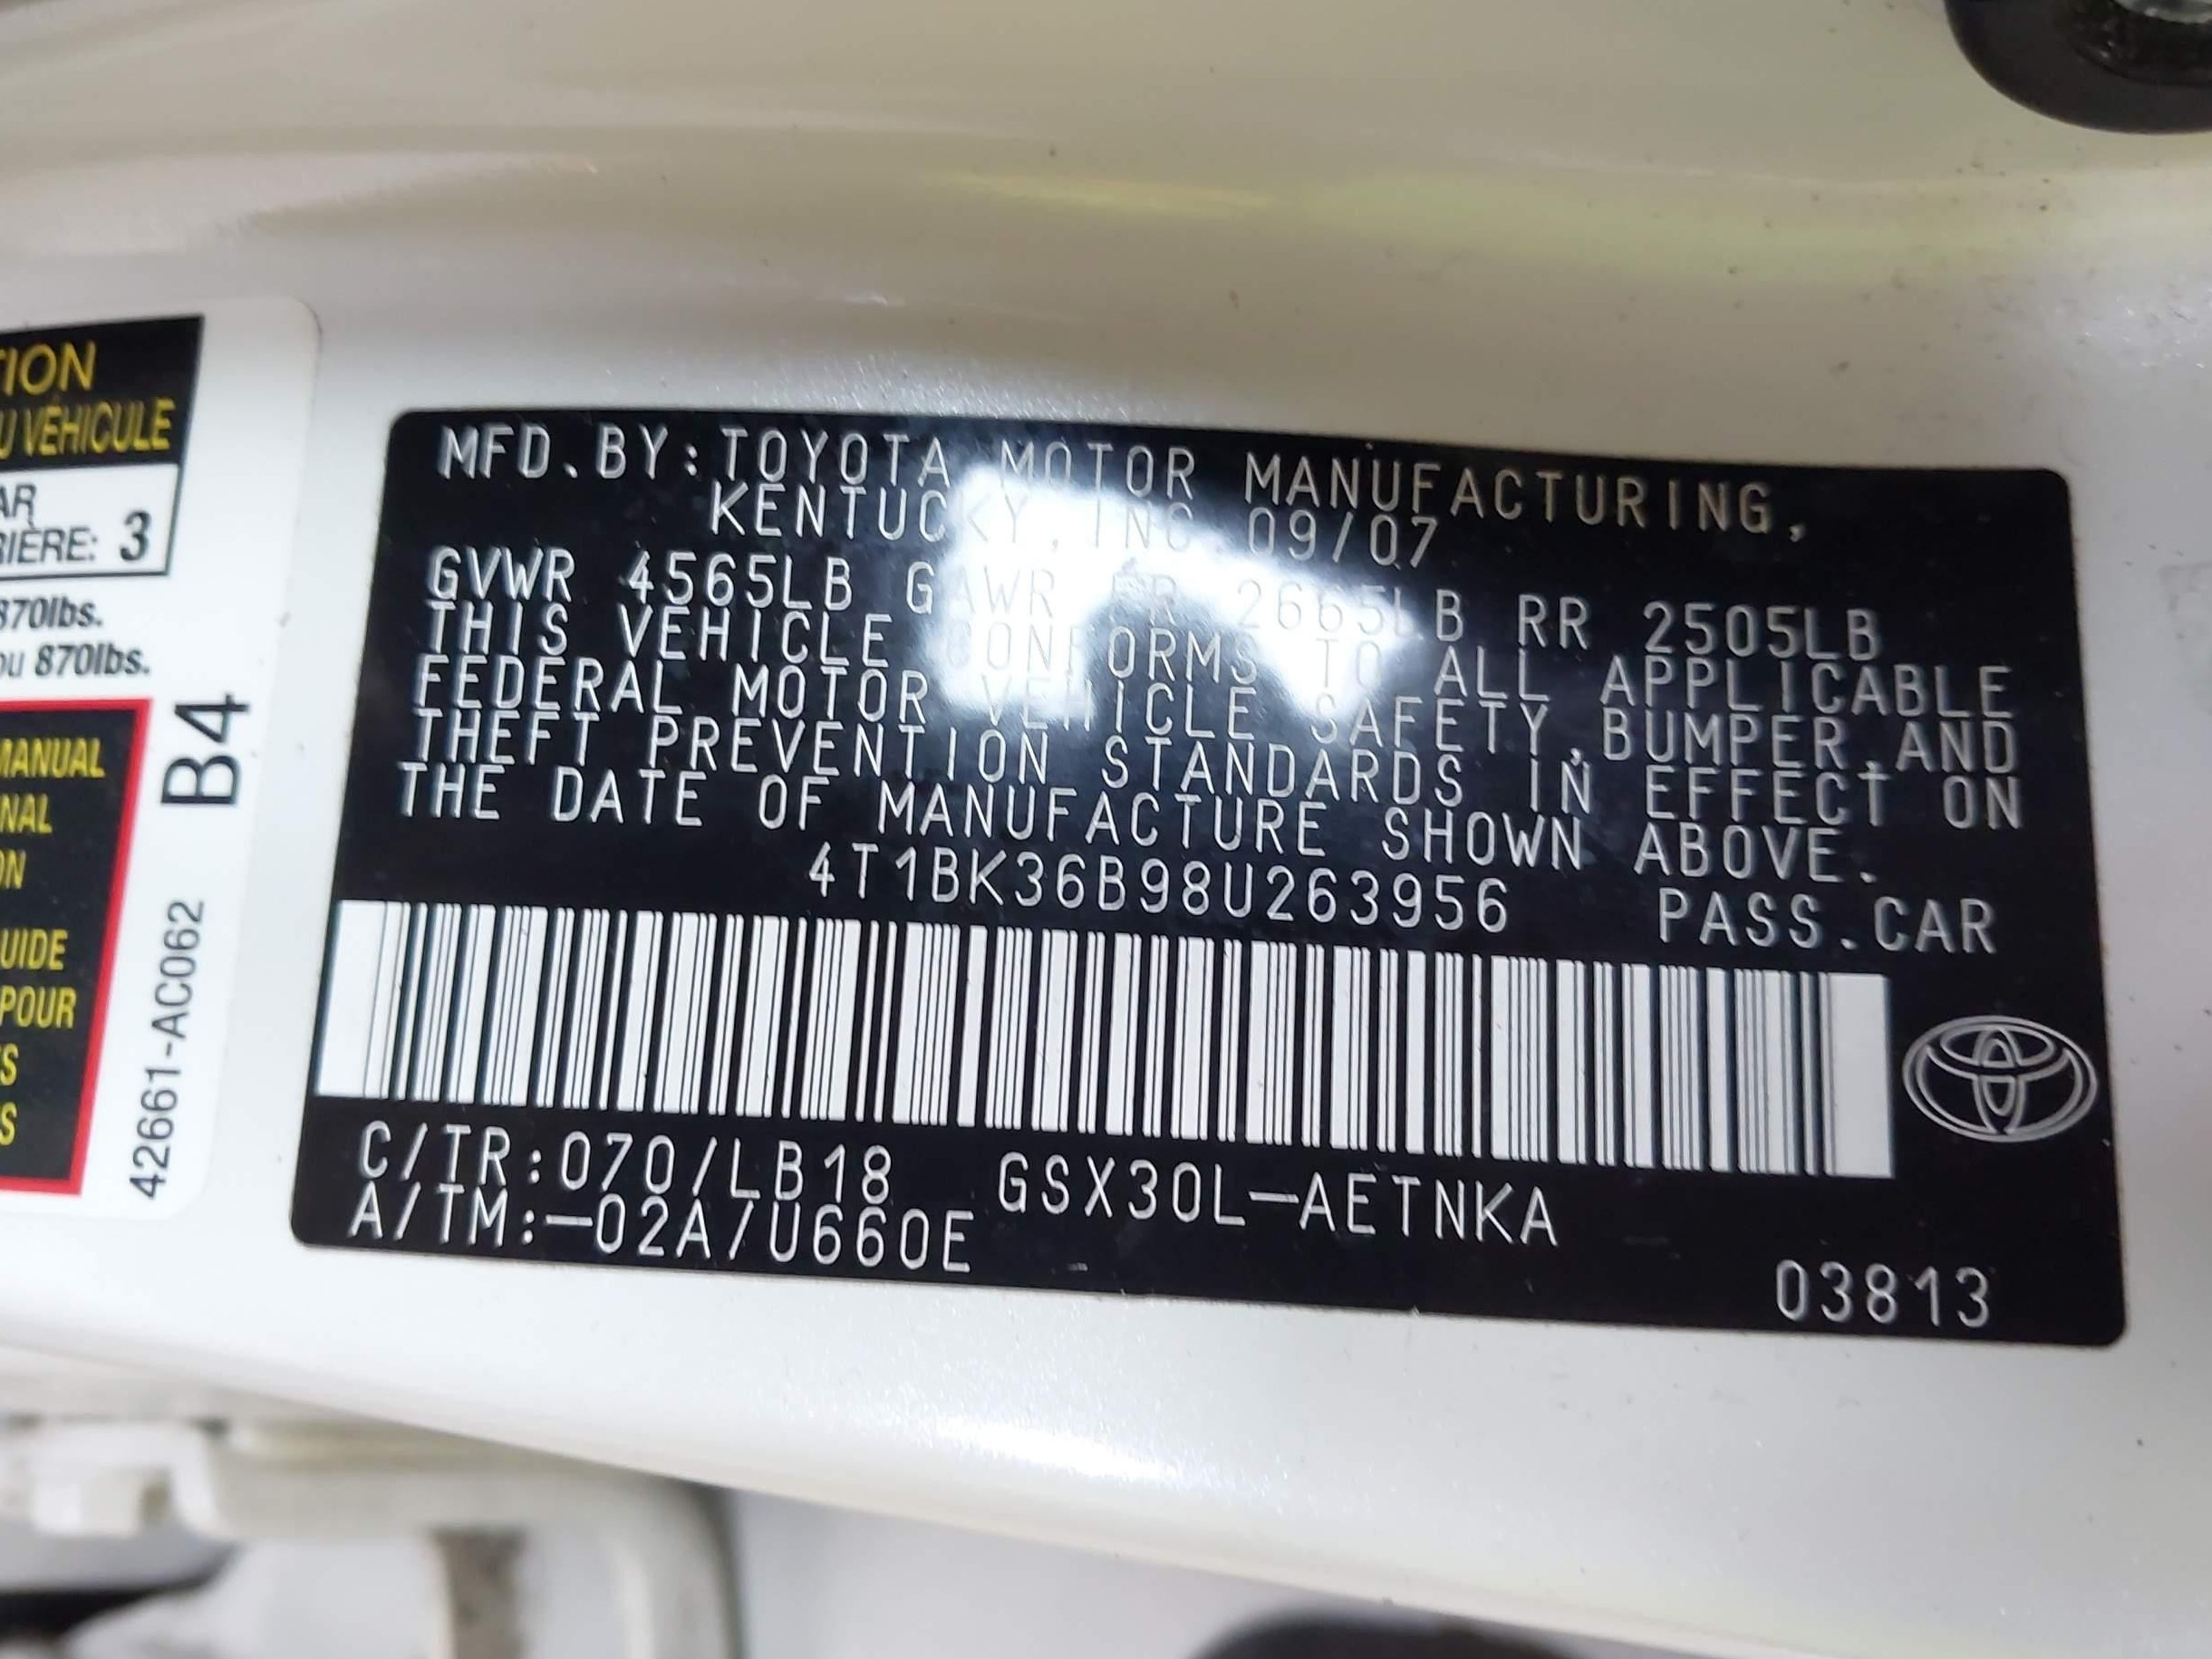 TION
U VÉHICULE
AR
RIÈRE: 3
870lbs.
ou 870lbs.
MANUAL
NAL
ON
UIDE
POUR
S
S
B4
42661-AC062
MFD.BY:TOYOTA MOTOR MANUFACTURING,
KENTUCKY,INC.09/07
GVWR 4565LB GAWR FR 2665LB RR 2505LB
THIS VEHICLE CONFORMS TO ALL APPLICABLE
FEDERAL MOTOR VEHICLE SAFETY,BUMPER,AND
THEFT PREVENTION STANDARDS IN EFFECT ON
THE DATE OF MANUFACTURE SHOWN ABOVE.
4T1BK36B98U263956 PASS.CAR
C/TR:070/LB18 GSX30L-AETNKA
A/TM:-02A/U660E
03813